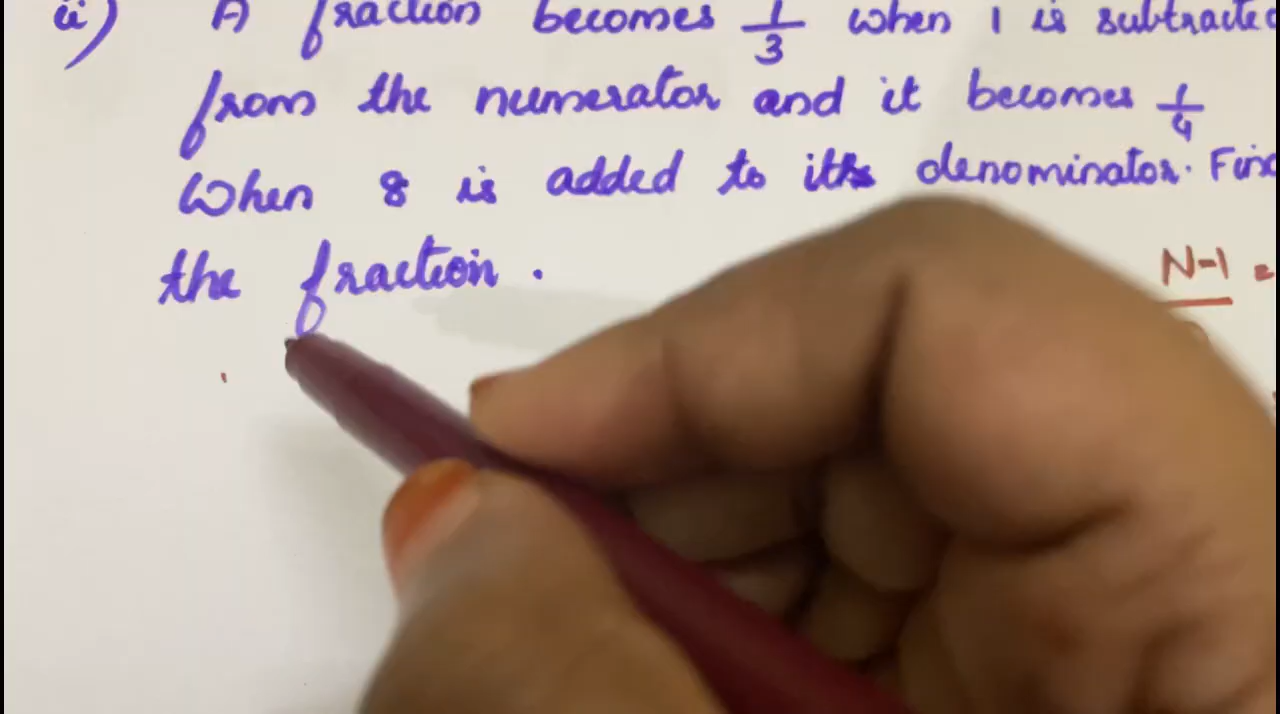 ii) A fraction becomes 1/3 when 1 is subtracted
from the numerator and it becomes 1/4
when 8 is added to its denominator. Find
the fraction.
N-1 =